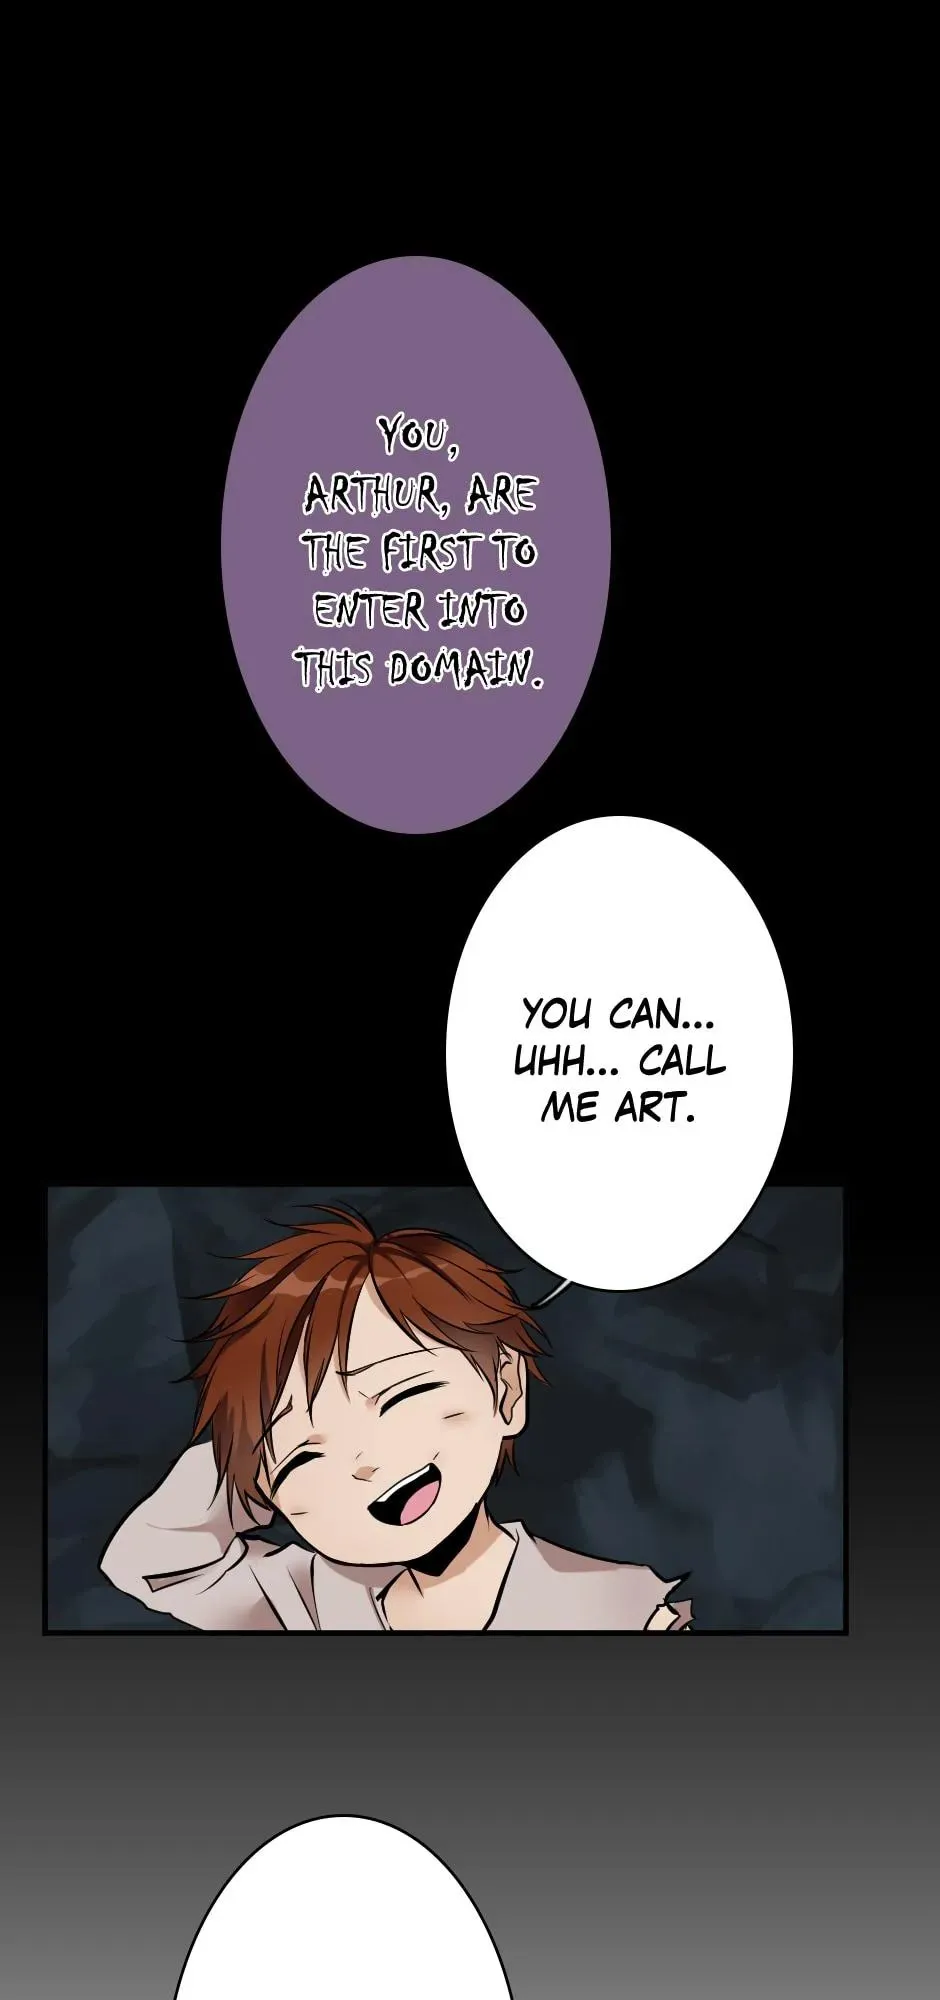 YOU,
ARTHUR, ARE
THE FIRST TO
ENTER INTO
THIS DOMAIN.
YOU CAN...
UHH... CALL
ME ART.